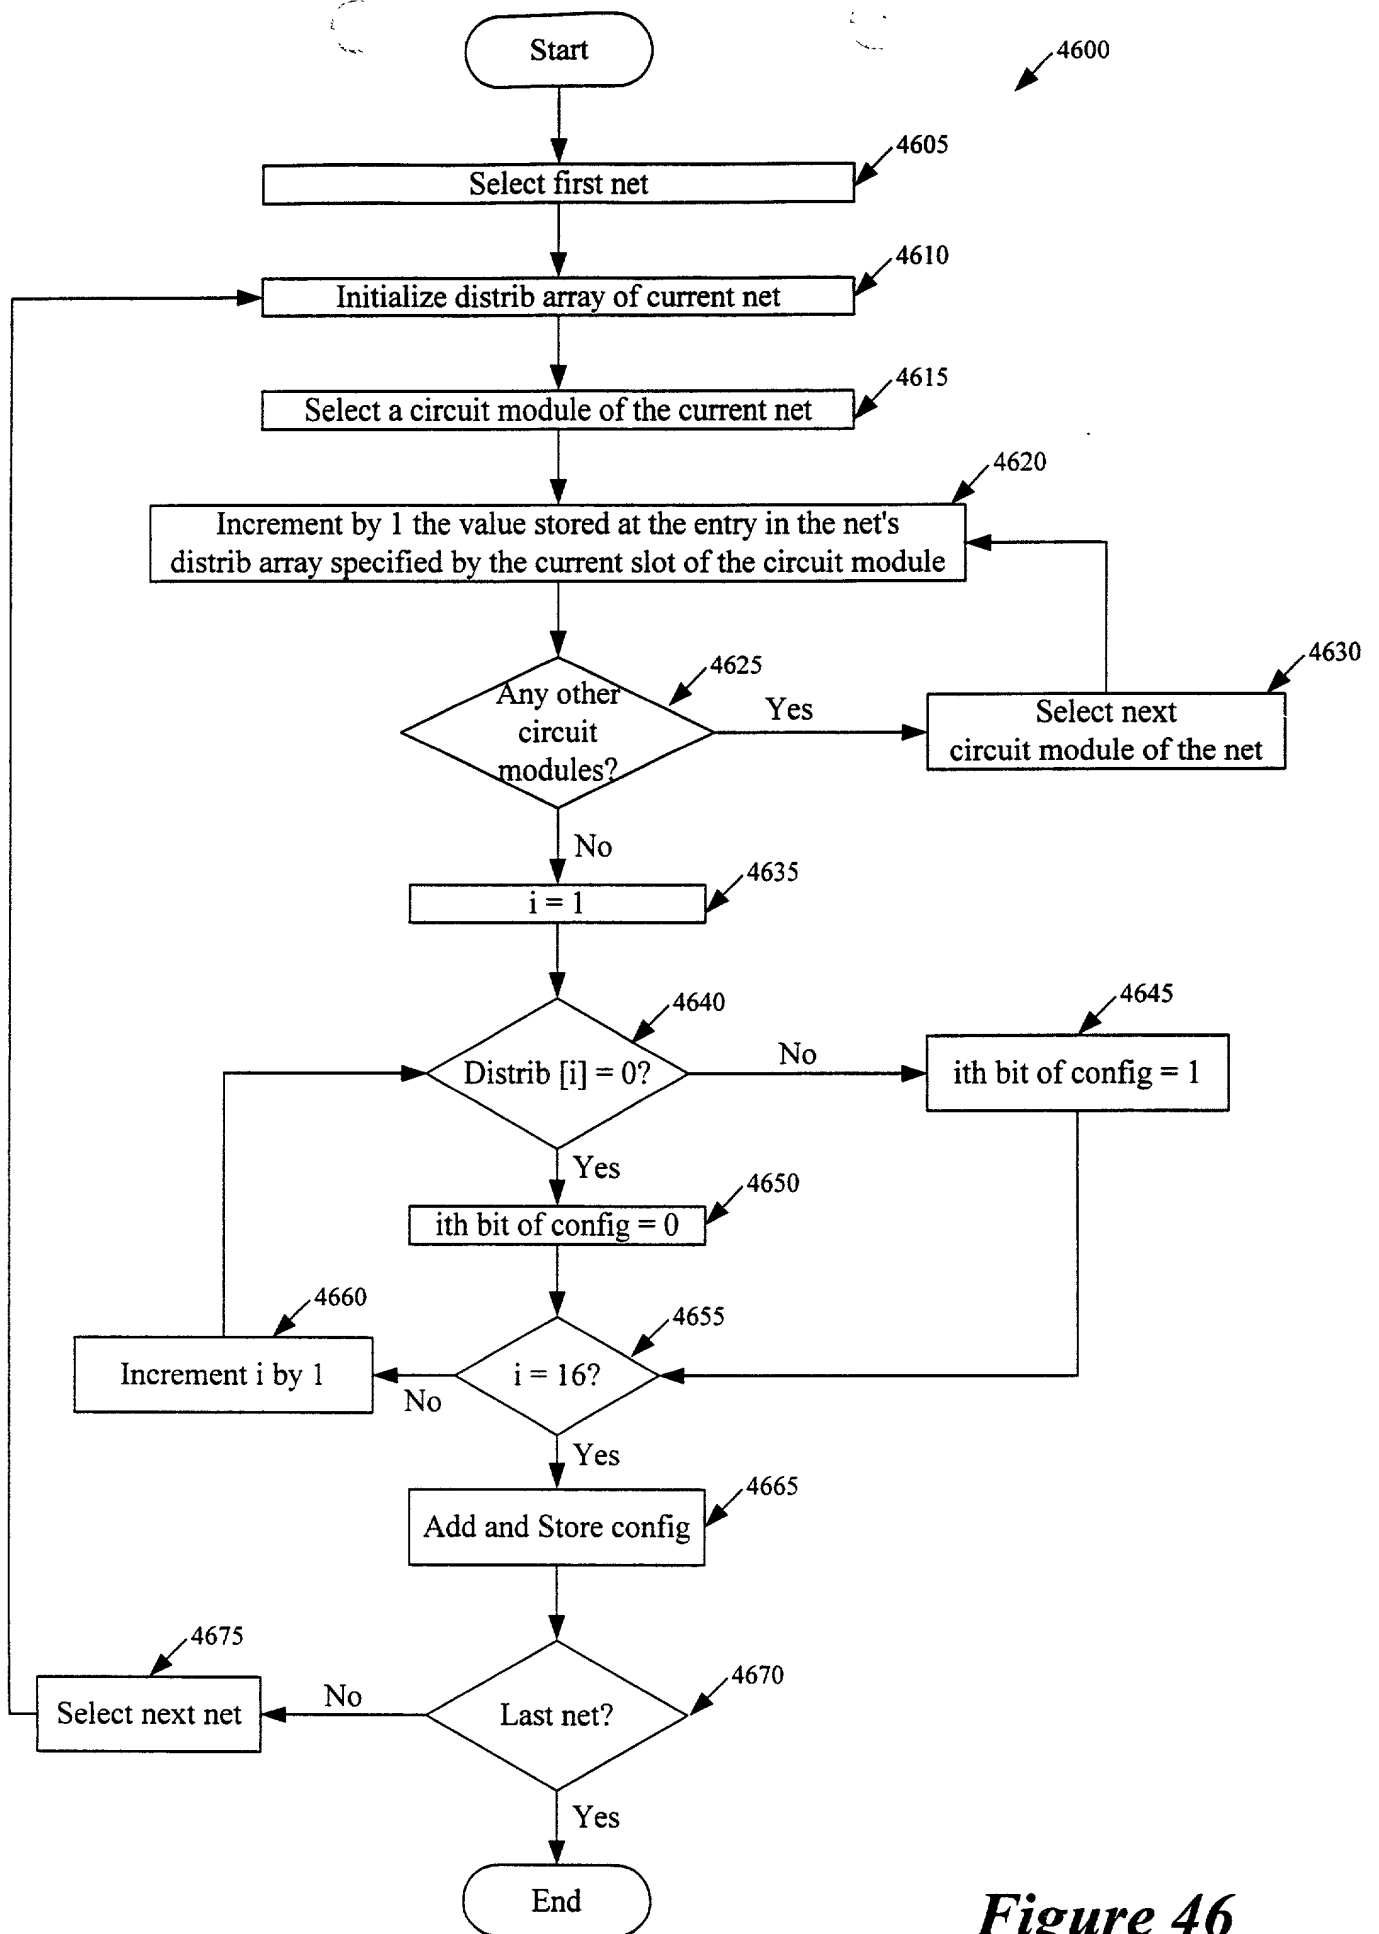 Start
4600
4605
Select first net
4610
Initialize distrib array of current net
4615
Select a circuit module of the current net
4620
Increment by 1 the value stored at the entry in the net's
distrib array specified by the current slot of the circuit module
4625
Any other
circuit
modules?
Yes
4630
Select next
circuit module of the net
No
4635
i = 1
4640
Distrib [i] = 0?
No
4645
ith bit of config = 1
Yes
4650
ith bit of config = 0
4660
Increment i by 1
4655
i = 16?
No
Yes
4665
Add and Store config
4675
Select next net
No
4670
Last net?
Yes
End
Figure 46